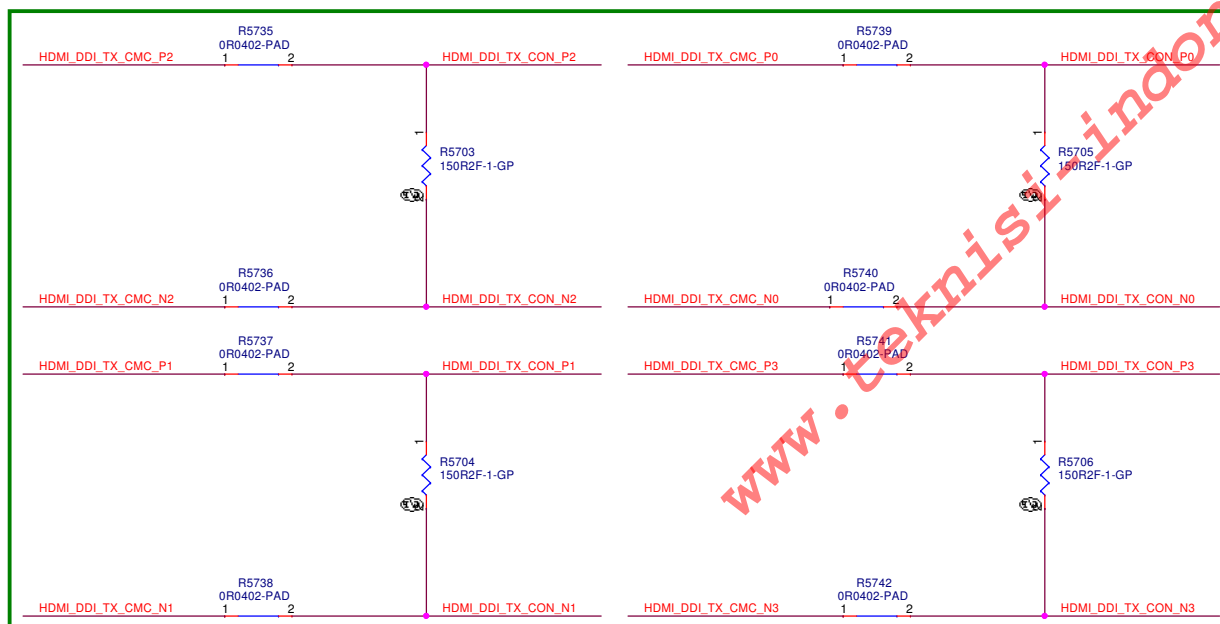 R5735
0R0402-PAD
HDMI_DDI_TX_CMC_P2
1 2
HDMI_DDI_TX_CON_P2
1
R5703
150R2F-1-GP
R5736
0R0402-PAD
HDMI_DDI_TX_CMC_N2
1 2
HDMI_DDI_TX_CON_N2
R5739
0R0402-PAD
HDMI_DDI_TX_CMC_P0
1 2
HDMI_DDI_TX_CON_P0
1
R5705
150R2F-1-GP
R5740
0R0402-PAD
HDMI_DDI_TX_CMC_N0
1 2
HDMI_DDI_TX_CON_N0
R5737
0R0402-PAD
HDMI_DDI_TX_CMC_P1
1 2
HDMI_DDI_TX_CON_P1
1
R5704
150R2F-1-GP
R5738
0R0402-PAD
HDMI_DDI_TX_CMC_N1
1 2
HDMI_DDI_TX_CON_N1
R5741
0R0402-PAD
HDMI_DDI_TX_CMC_P3
1 2
HDMI_DDI_TX_CON_P3
1
R5706
150R2F-1-GP
R5742
0R0402-PAD
HDMI_DDI_TX_CMC_N3
1 2
HDMI_DDI_TX_CON_N3
www.teknisi-indon